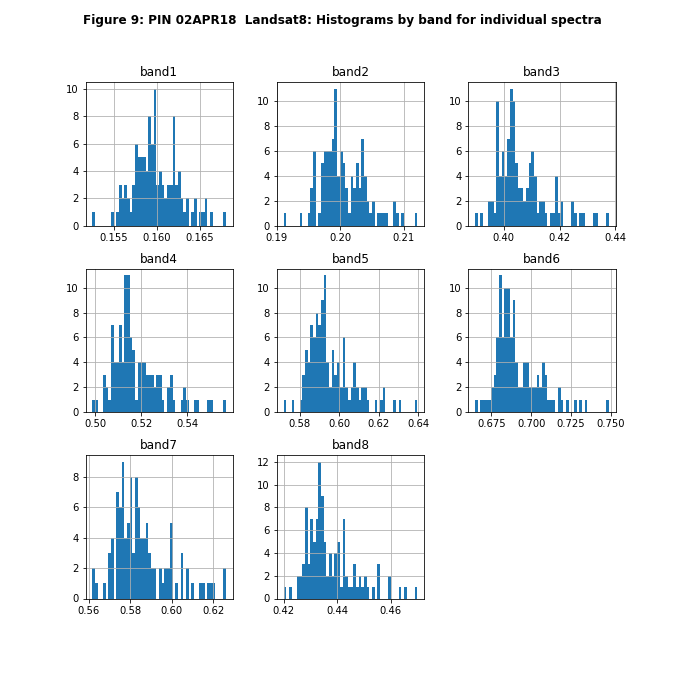 Figure 9: PIN 02APR18  Landsat8: Histograms by band for individual spectra
band1
10
8
6
4
2
0
0.155 0.160 0.165
band2
10
8
6
4
2
0
0.19 0.20 0.21
band3
10
8
6
4
2
0
0.40 0.42 0.44
band4
10
8
6
4
2
0
0.50 0.52 0.54
band5
10
8
6
4
2
0
0.58 0.60 0.62 0.64
band6
10
8
6
4
2
0
0.675 0.700 0.725 0.750
band7
8
6
4
2
0
0.56 0.58 0.60 0.62
band8
12
10
8
6
4
2
0
0.42 0.44 0.46